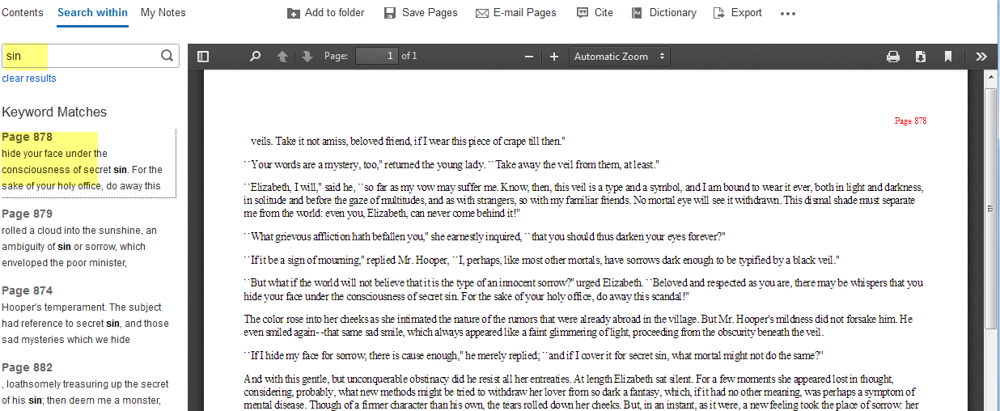 Contents Search within My Notes Add to folder Save Pages E-mail Pages Cite Dictionary Export
sin
clear results
Keyword Matches
Page 878
hide your face under the
consciousness of secret sin. For the
sake of your holy office, do away this
Page 879
rolled a cloud into the sunshine, an
ambiguity of sin or sorrow, which
enveloped the poor minister,
Page 874
Hooper's temperament. The subject
had reference to secret sin, and those
sad mysteries which we hide
Page 882
, loathsomely treasuring up the secret
of his sin; then deem me a monster,
Page: 1 of 1 Automatic Zoom
Page 878
veils. Take it not amiss, beloved friend, if I wear this piece of crape till then."
``Your words are a mystery, too,'' returned the young lady. ``Take away the veil from them, at least.''
``Elizabeth, I will,'' said he, ``so far as my vow may suffer me. Know, then, this veil is a type and a symbol, and I am bound to wear it ever, both in light and darkness,
in solitude and before the gaze of multitudes, and as with strangers, so with my familiar friends. No mortal eye will see it withdrawn. This dismal shade must separate
me from the world: even you, Elizabeth, can never come behind it!''
``What grievous affliction hath befallen you,'' she earnestly inquired, ``that you should thus darken your eyes forever?''
``If it be a sign of mourning,'' replied Mr. Hooper, ``I, perhaps, like most other mortals, have sorrows dark enough to be typified by a black veil.''
``But what if the world will not believe that it is the type of an innocent sorrow?'' urged Elizabeth. ``Beloved and respected as you are, there may be whispers that you
hide your face under the consciousness of secret sin. For the sake of your holy office, do away this scandal!''
The color rose into her cheeks as she intimated the nature of the rumors that were already abroad in the village. But Mr. Hooper's mildness did not forsake him. He
even smiled again--that same sad smile, which always appeared like a faint glimmering of light, proceeding from the obscurity beneath the veil.
``If I hide my face for sorrow, there is cause enough,'' he merely replied; ``and if I cover it for secret sin, what mortal might not do the same?''
And with this gentle, but unconquerable obstinacy did he resist all her entreaties. At length Elizabeth sat silent. For a few moments she appeared lost in thought,
considering, probably, what new methods might be tried to withdraw her lover from so dark a fantasy, which, if it had no other meaning, was perhaps a symptom of
mental disease. Though of a firmer character than his own, the tears rolled down her cheeks. But, in an instant, as it were, a new feeling took the place of sorrow: her